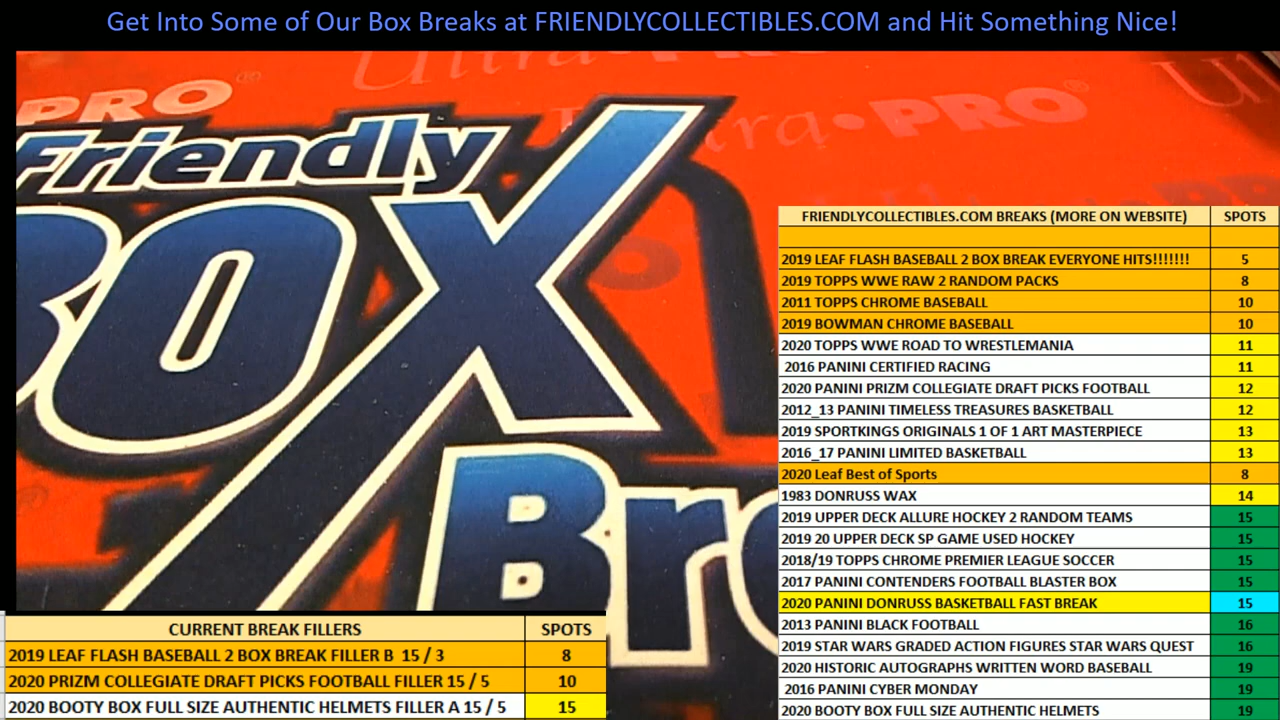 Get Into Some of Our Box Breaks at FRIENDLYCOLLECTIBLES.COM and Hit Something Nice!
PRO®
Ultra PRO
Ultra•PRO®
Friendly
BOX
Br
FRIENDLYCOLLECTIBLES.COM BREAKS (MORE ON WEBSITE) SPOTS
2019 LEAF FLASH BASEBALL 2 BOX BREAK EVERYONE HITS!!!!!!! 5
2019 TOPPS WWE RAW 2 RANDOM PACKS 8
2011 TOPPS CHROME BASEBALL 10
2019 BOWMAN CHROME BASEBALL 10
2020 TOPPS WWE ROAD TO WRESTLEMANIA 11
2016 PANINI CERTIFIED RACING 11
2020 PANINI PRIZM COLLEGIATE DRAFT PICKS FOOTBALL 12
2012_13 PANINI TIMELESS TREASURES BASKETBALL 12
2019 SPORTKINGS ORIGINALS 1 OF 1 ART MASTERPIECE 13
2016_17 PANINI LIMITED BASKETBALL 13
2020 Leaf Best of Sports 8
1983 DONRUSS WAX 14
2019 UPPER DECK ALLURE HOCKEY 2 RANDOM TEAMS 15
2019 20 UPPER DECK SP GAME USED HOCKEY 15
2018/19 TOPPS CHROME PREMIER LEAGUE SOCCER 15
2017 PANINI CONTENDERS FOOTBALL BLASTER BOX 15
2020 PANINI DONRUSS BASKETBALL FAST BREAK 15
2013 PANINI BLACK FOOTBALL 16
2019 STAR WARS GRADED ACTION FIGURES STAR WARS QUEST 16
2020 HISTORIC AUTOGRAPHS WRITTEN WORD BASEBALL 19
2016 PANINI CYBER MONDAY 19
2020 BOOTY BOX FULL SIZE AUTHENTIC HELMETS 19
CURRENT BREAK FILLERS SPOTS
2019 LEAF FLASH BASEBALL 2 BOX BREAK FILLER B 15 / 3 8
2020 PRIZM COLLEGIATE DRAFT PICKS FOOTBALL FILLER 15 / 5 10
2020 BOOTY BOX FULL SIZE AUTHENTIC HELMETS FILLER A 15 / 5 15